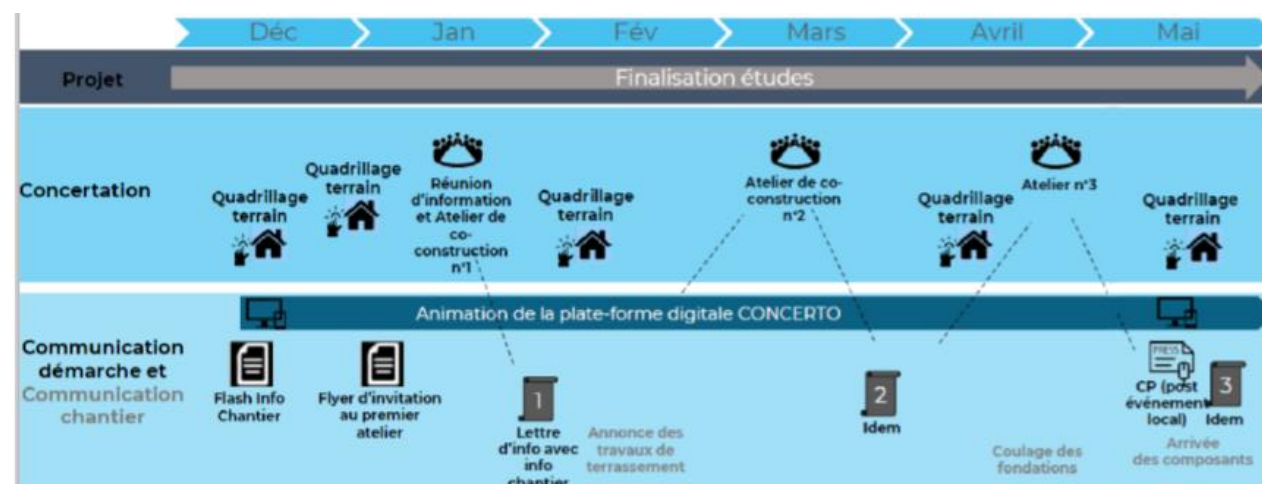 Déc
Jan
Fév
Mars
Avril
Mai
Projet
Finalisation études
Concertation
Quadrillage
terrain
Quadrillage
terrain
Réunion
d'information
et Atelier de
co-
construction
n°1
Quadrillage
terrain
Atelier de co-
construction
n°2
Quadrillage
terrain
Atelier n°3
Quadrillage
terrain
Animation de la plate-forme digitale CONCERTO
Communication
démarche et
Communication
chantier
Flash Info
Chantier
Flyer d'invitation
au premier
atelier
1
Lettre
d'info avec
info
chantier
Annonce des
travaux de
terrassement
2
Idem
Coulage des
fondations
PRESS
CP (post
événement
local)
3
Idem
Arrivée
des composants